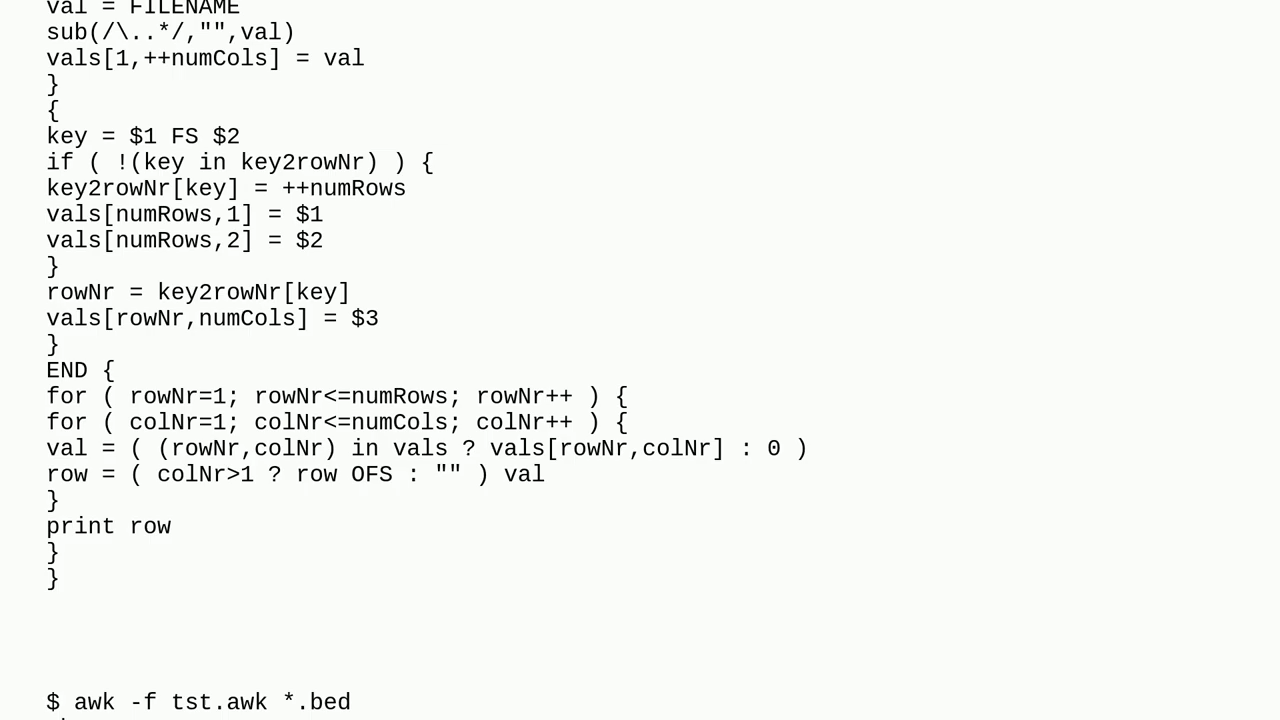 val = FILENAME
sub(/\..*/,"",val)
vals[1,++numCols] = val
}
{
key = $1 FS $2
if ( !(key in key2rowNr) ) {
key2rowNr[key] = ++numRows
vals[numRows,1] = $1
vals[numRows,2] = $2
}
rowNr = key2rowNr[key]
vals[rowNr,numCols] = $3
}
END {
for ( rowNr=1; rowNr<=numRows; rowNr++ ) {
for ( colNr=1; colNr<=numCols; colNr++ ) {
val = ( (rowNr,colNr) in vals ? vals[rowNr,colNr] : 0 )
row = ( colNr>1 ? row OFS : "" ) val
}
print row
}
}
$ awk -f tst.awk *.bed